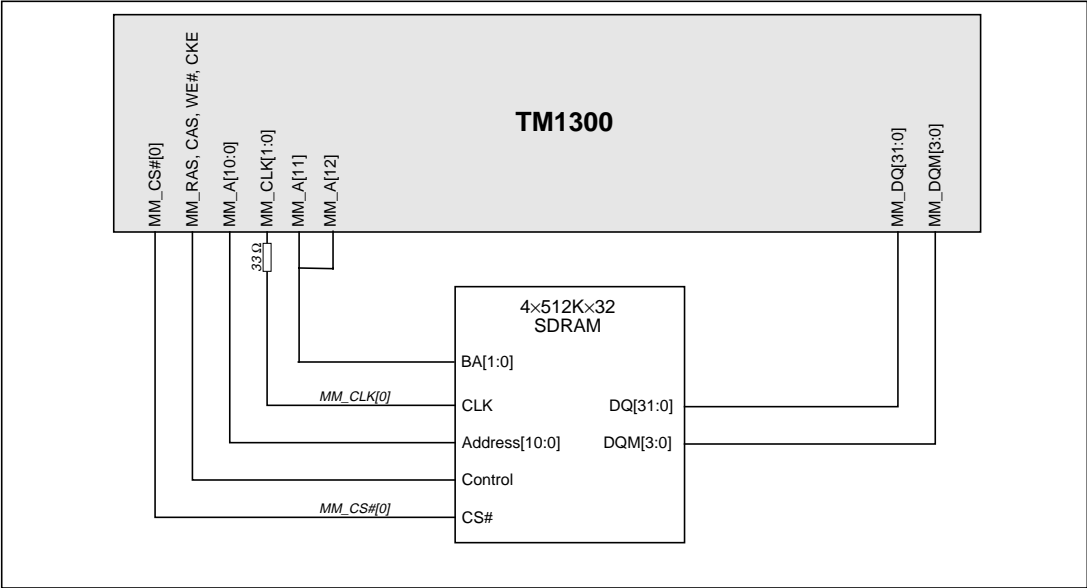 TM1300
MM_CS#[0]
MM_RAS, CAS, WE#, CKE
MM_A[10:0]
MM_CLK[1:0]
MM_A[11]
MM_A[12]
MM_DQ[31:0]
MM_DQM[3:0]
33 Ω
4×512K×32
SDRAM
BA[1:0]
MM_CLK[0]
CLK
DQ[31:0]
Address[10:0]
DQM[3:0]
Control
MM_CS#[0]
CS#